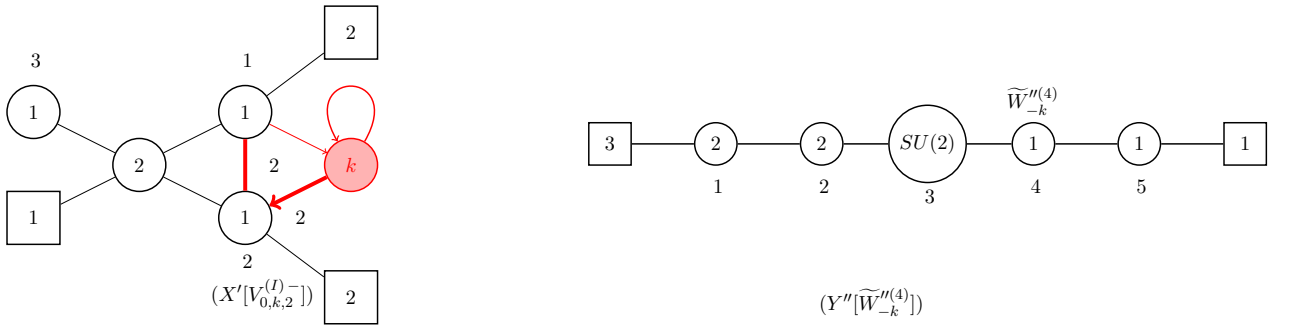 2
3 1
1 1
2 2 k
1 1 2
2
(X'[V_{0,k,2}^{(I)-}]) 2
\widetilde{W}_{-k}^{''(4)}
3 2 2 SU(2) 1 1 1
1 2 3 4 5
(Y''[\widetilde{W}_{-k}^{''(4)}])